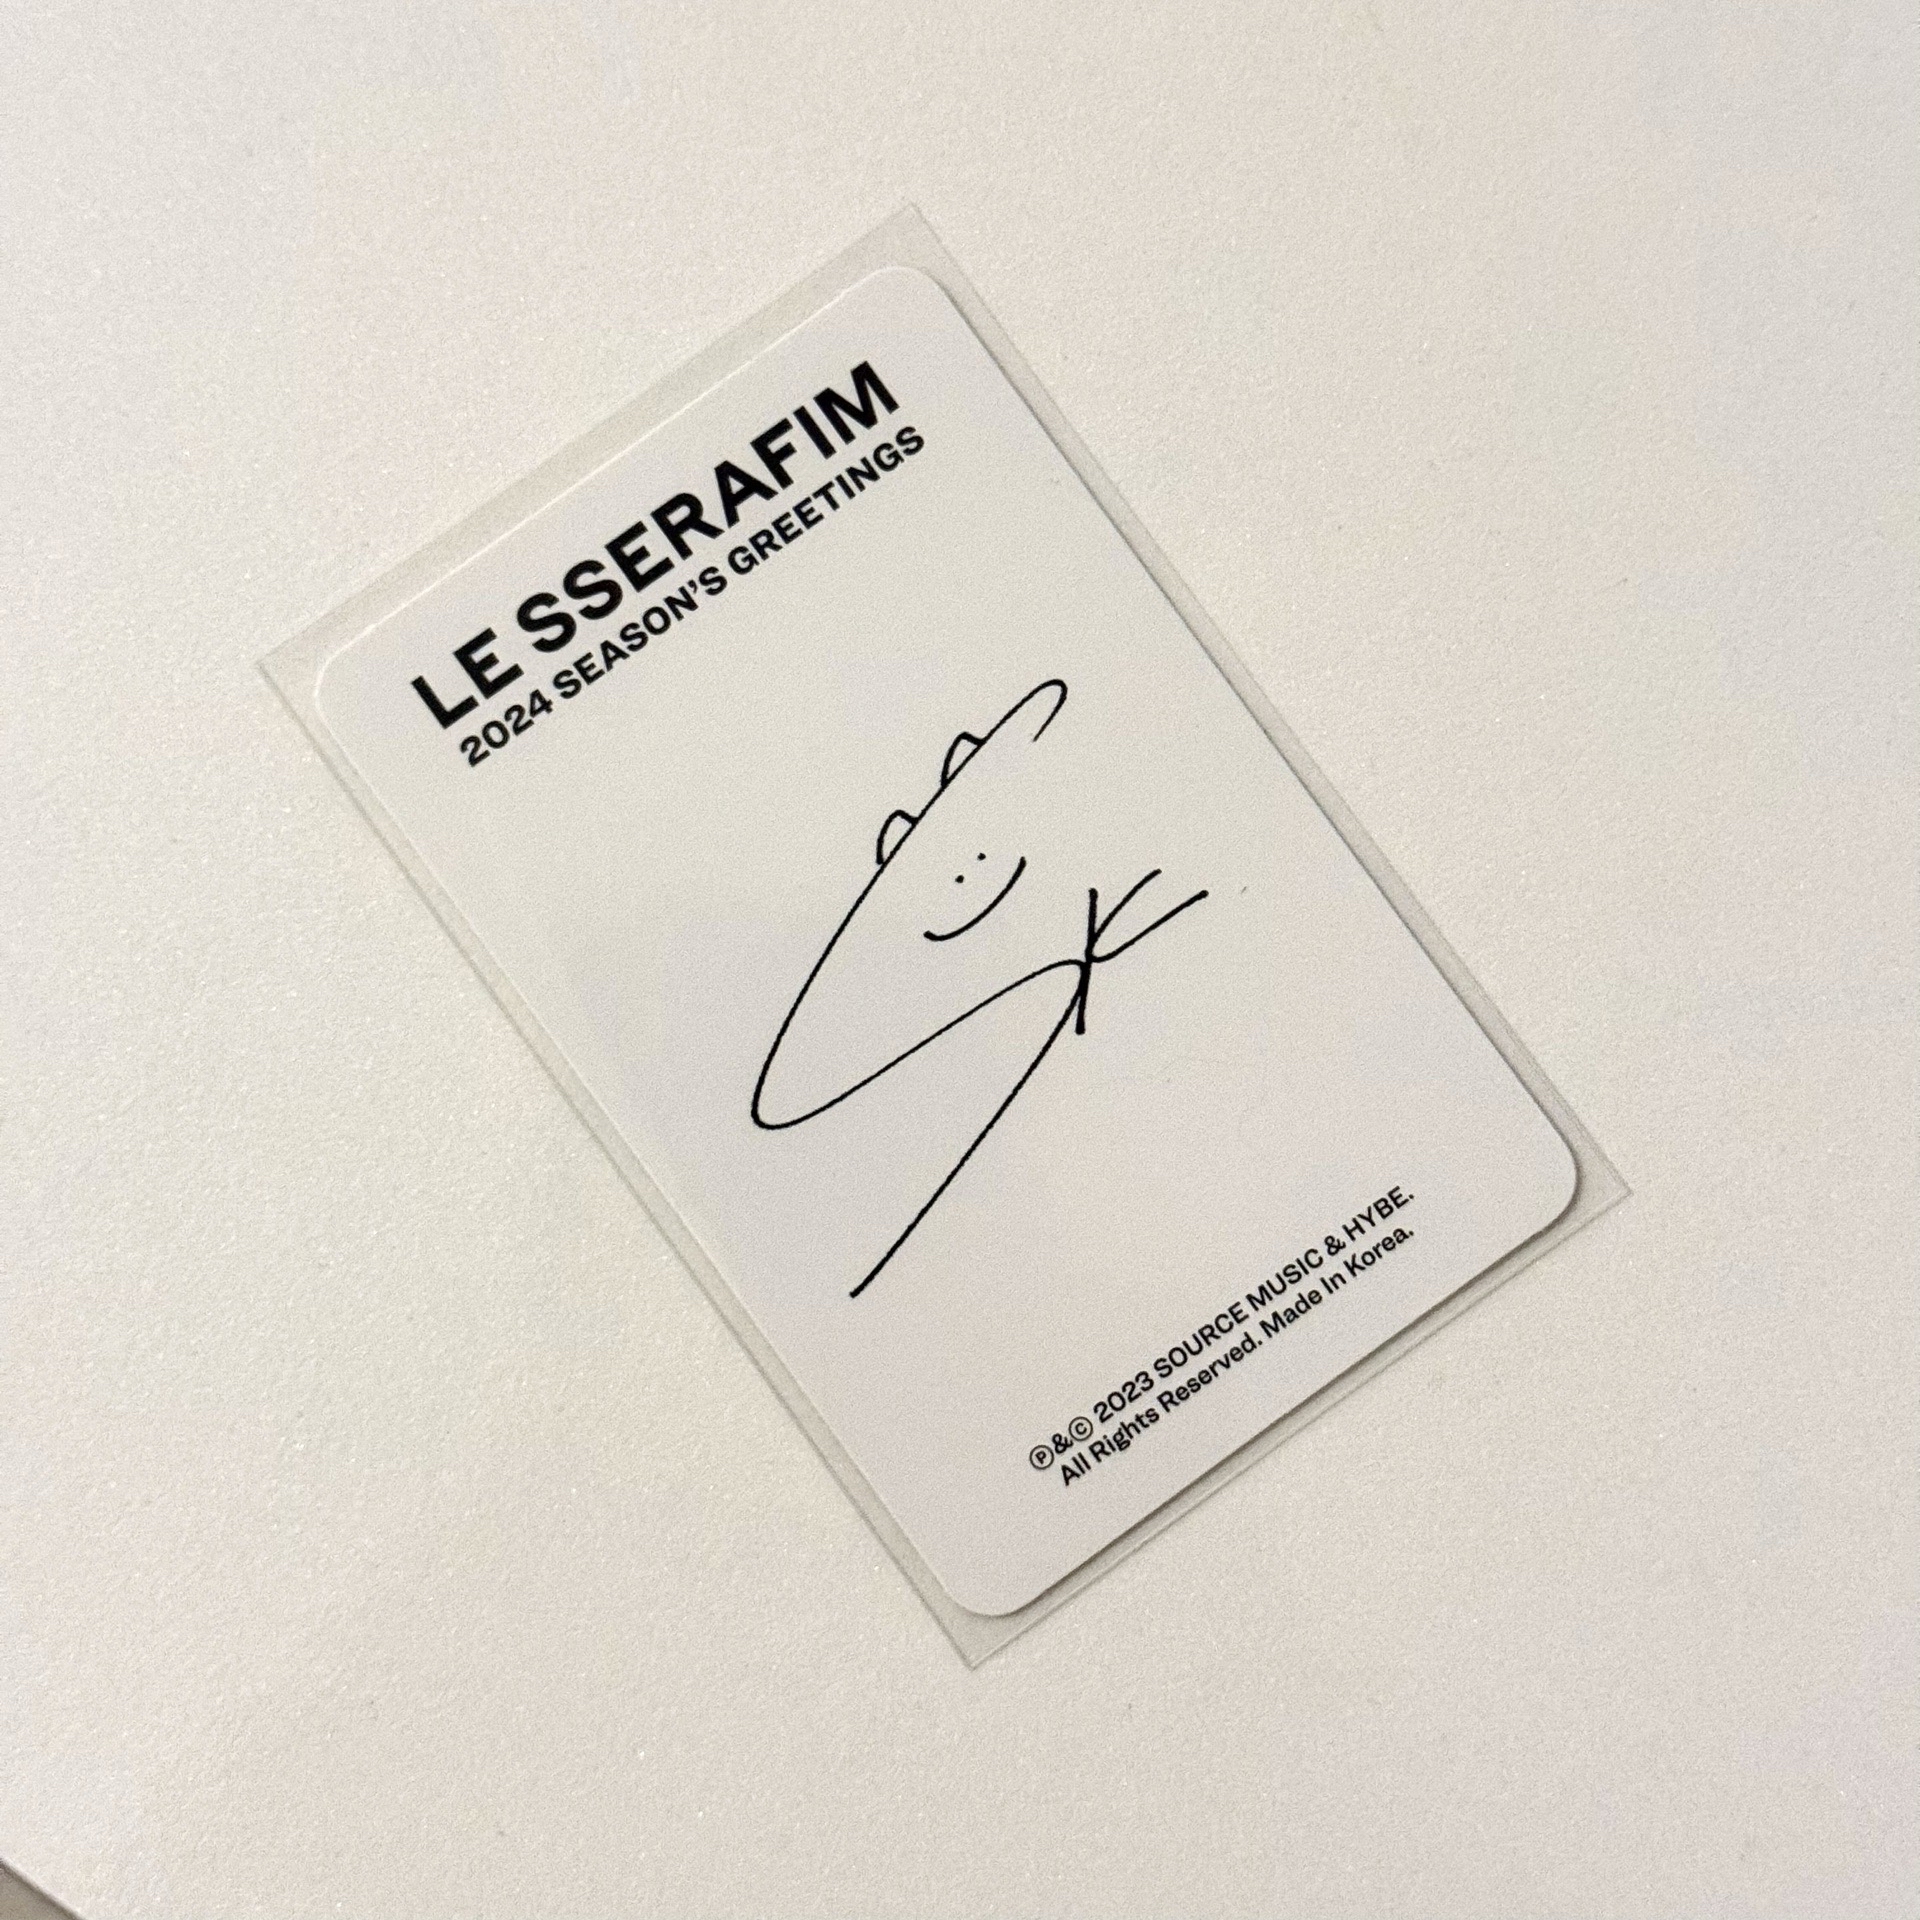 LE SSERAFIM
2024 SEASON'S GREETINGS
Ⓟ&Ⓒ 2023 SOURCE MUSIC & HYBE.
All Rights Reserved. Made In Korea.